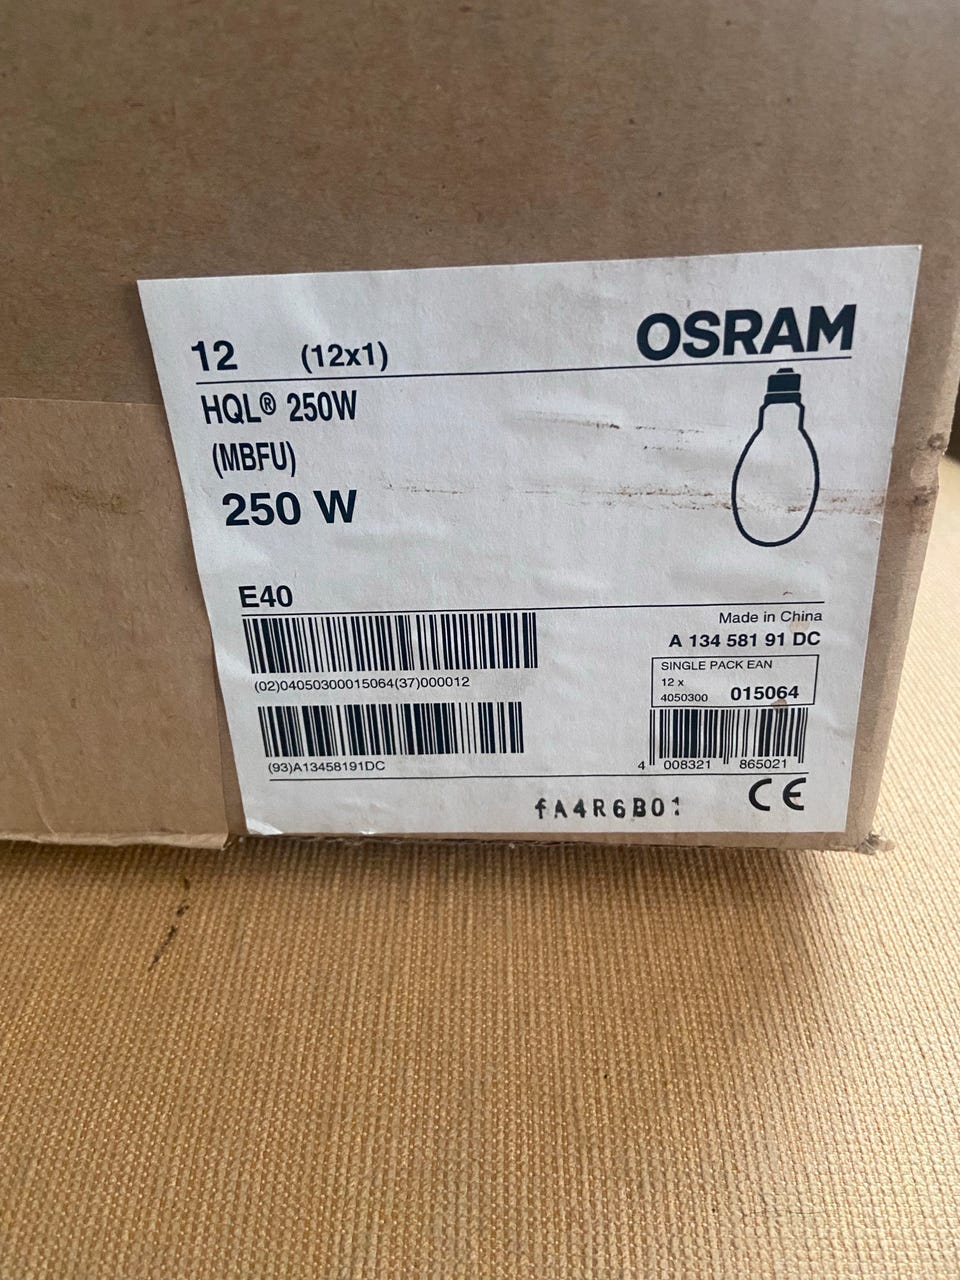 OSRAM
12 (12x1)
HQL® 250W
(MBFU)
250 W
E40
Made in China
A 134 581 91 DC
SINGLE PACK EAN
12 x
4050300 015064
(02)04050300015064(37)000012
(93)A13458191DC
4 008321 865021
CE
fA4R6B01